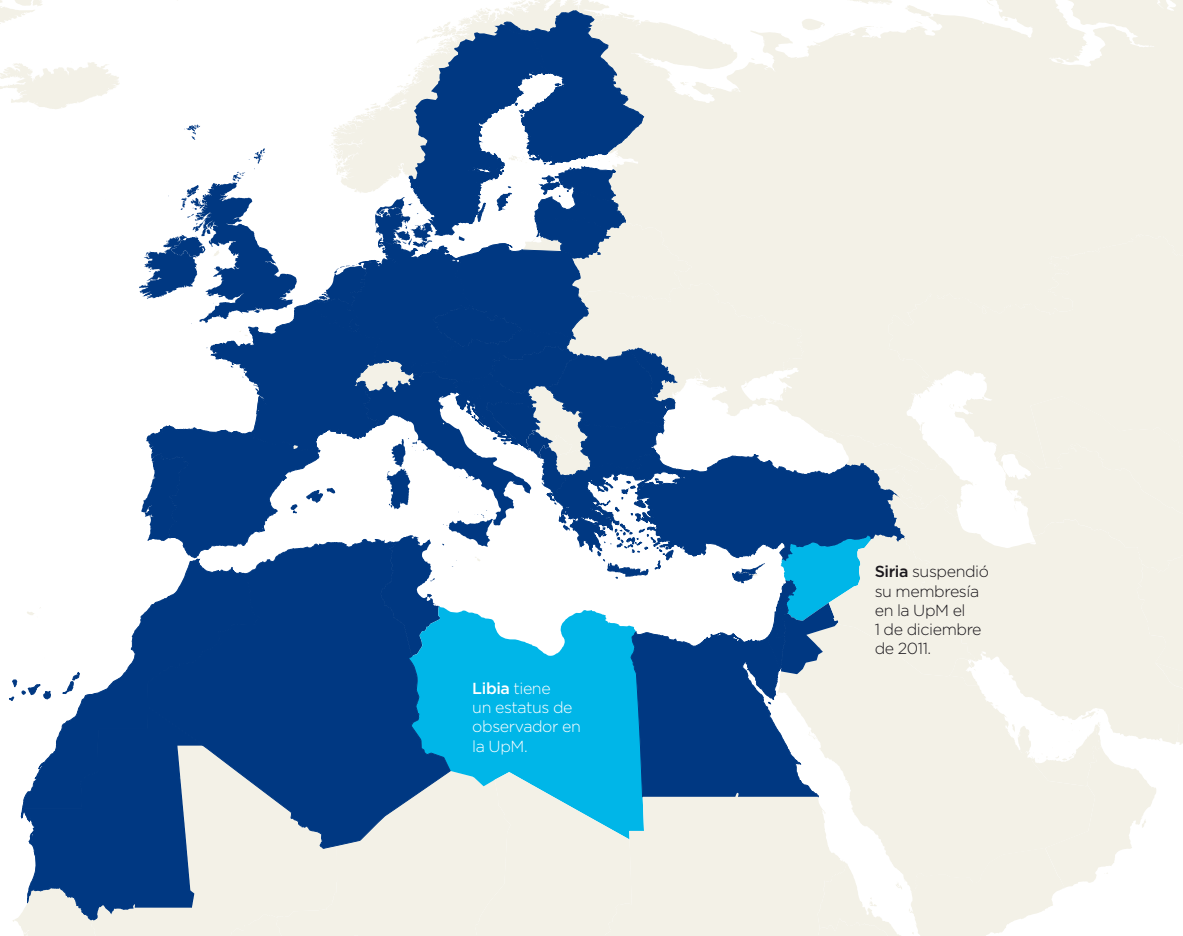 Siria suspendió
su membresía
en la UpM el
1 de diciembre
de 2011.
Libia tiene
un estatus de
observador en
la UpM.